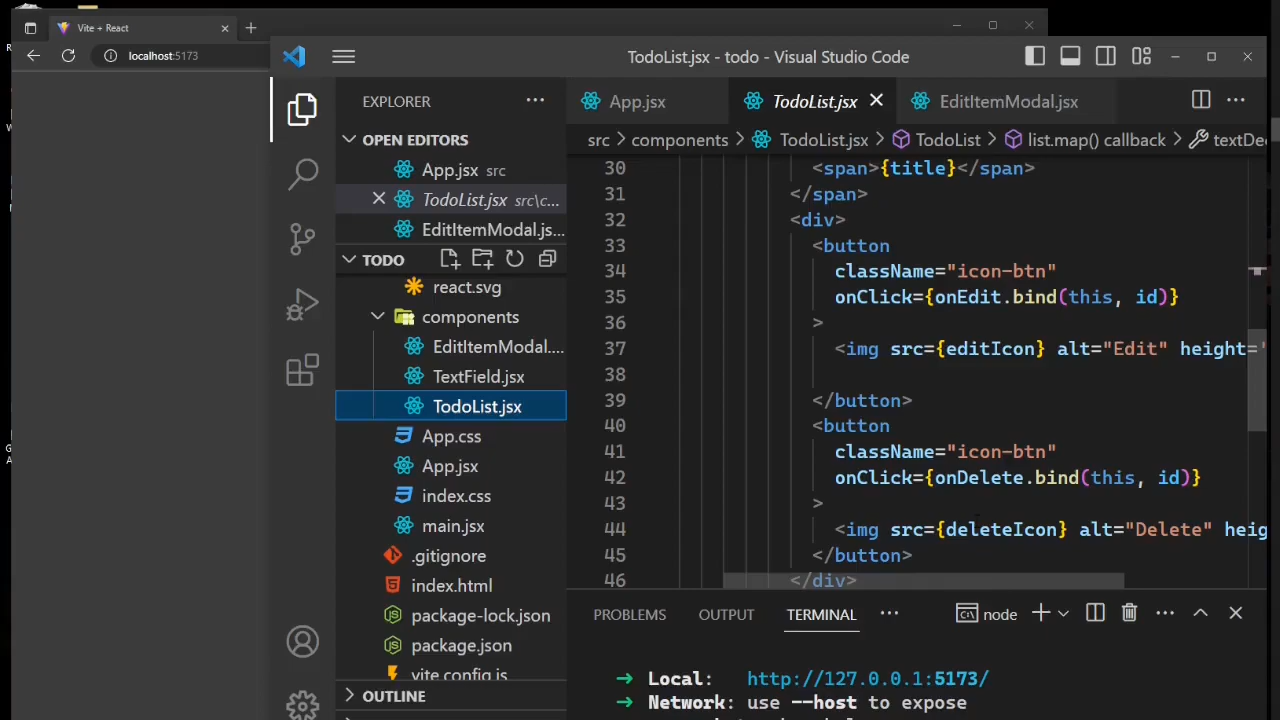 Vite + React
localhost:5173
TodoList.jsx - todo - Visual Studio Code
EXPLORER
OPEN EDITORS
App.jsx src
TodoList.jsx src\c...
EditItemModal.js...
TODO
react.svg
components
EditItemModal....
TextField.jsx
TodoList.jsx
App.css
App.jsx
index.css
main.jsx
.gitignore
index.html
package-lock.json
package.json
vite.config.js
OUTLINE
App.jsx
TodoList.jsx
EditItemModal.jsx
src > components > TodoList.jsx > TodoList > list.map() callback > textDec
30 <span>{title}</span>
31 </span>
32 <div>
33 <button
34 className="icon-btn"
35 onClick={onEdit.bind(this, id)}
36 >
37 <img src={editIcon} alt="Edit" height="
38
39 </button>
40 <button
41 className="icon-btn"
42 onClick={onDelete.bind(this, id)}
43 >
44 <img src={deleteIcon} alt="Delete" heig
45 </button>
46 </div>
PROBLEMS
OUTPUT
TERMINAL
node
➜ Local: http://127.0.0.1:5173/
➜ Network: use --host to expose